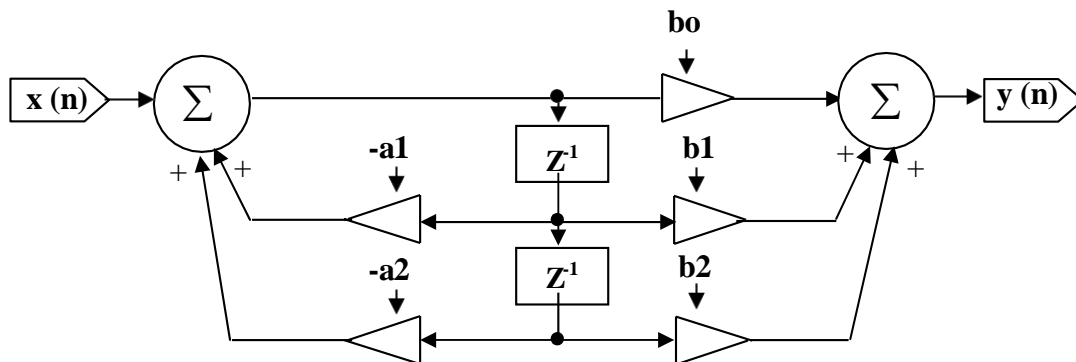 bo
x (n)
Σ
Σ
y (n)
-a1
Z-1
b1
+
+
+
+
-a2
Z-1
b2